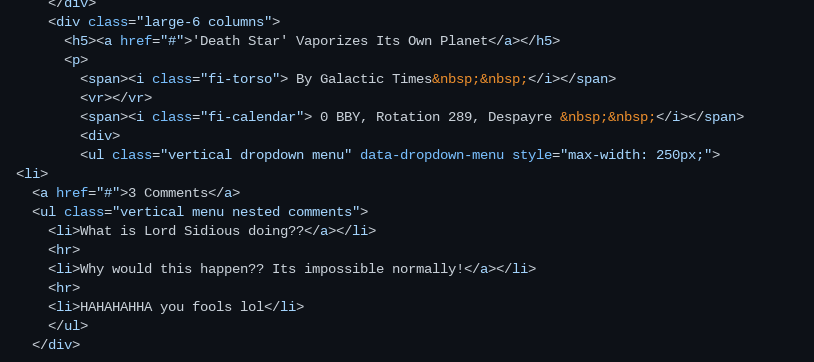 </div>
<div class="large-6 columns">
<h5><a href="#">'Death Star' Vaporizes Its Own Planet</a></h5>
<p>
<span><i class="fi-torso"> By Galactic Times&nbsp;&nbsp;</i></span>
<vr></vr>
<span><i class="fi-calendar"> 0 BBY, Rotation 289, Despayre &nbsp;&nbsp;</i></span>
<div>
<ul class="vertical dropdown menu" data-dropdown-menu style="max-width: 250px;">
<li>
<a href="#">3 Comments</a>
<ul class="vertical menu nested comments">
<li>What is Lord Sidious doing??</a></li>
<hr>
<li>Why would this happen?? Its impossible normally!</a></li>
<hr>
<li>HAHAHAHHA you fools lol</li>
</ul>
</div>